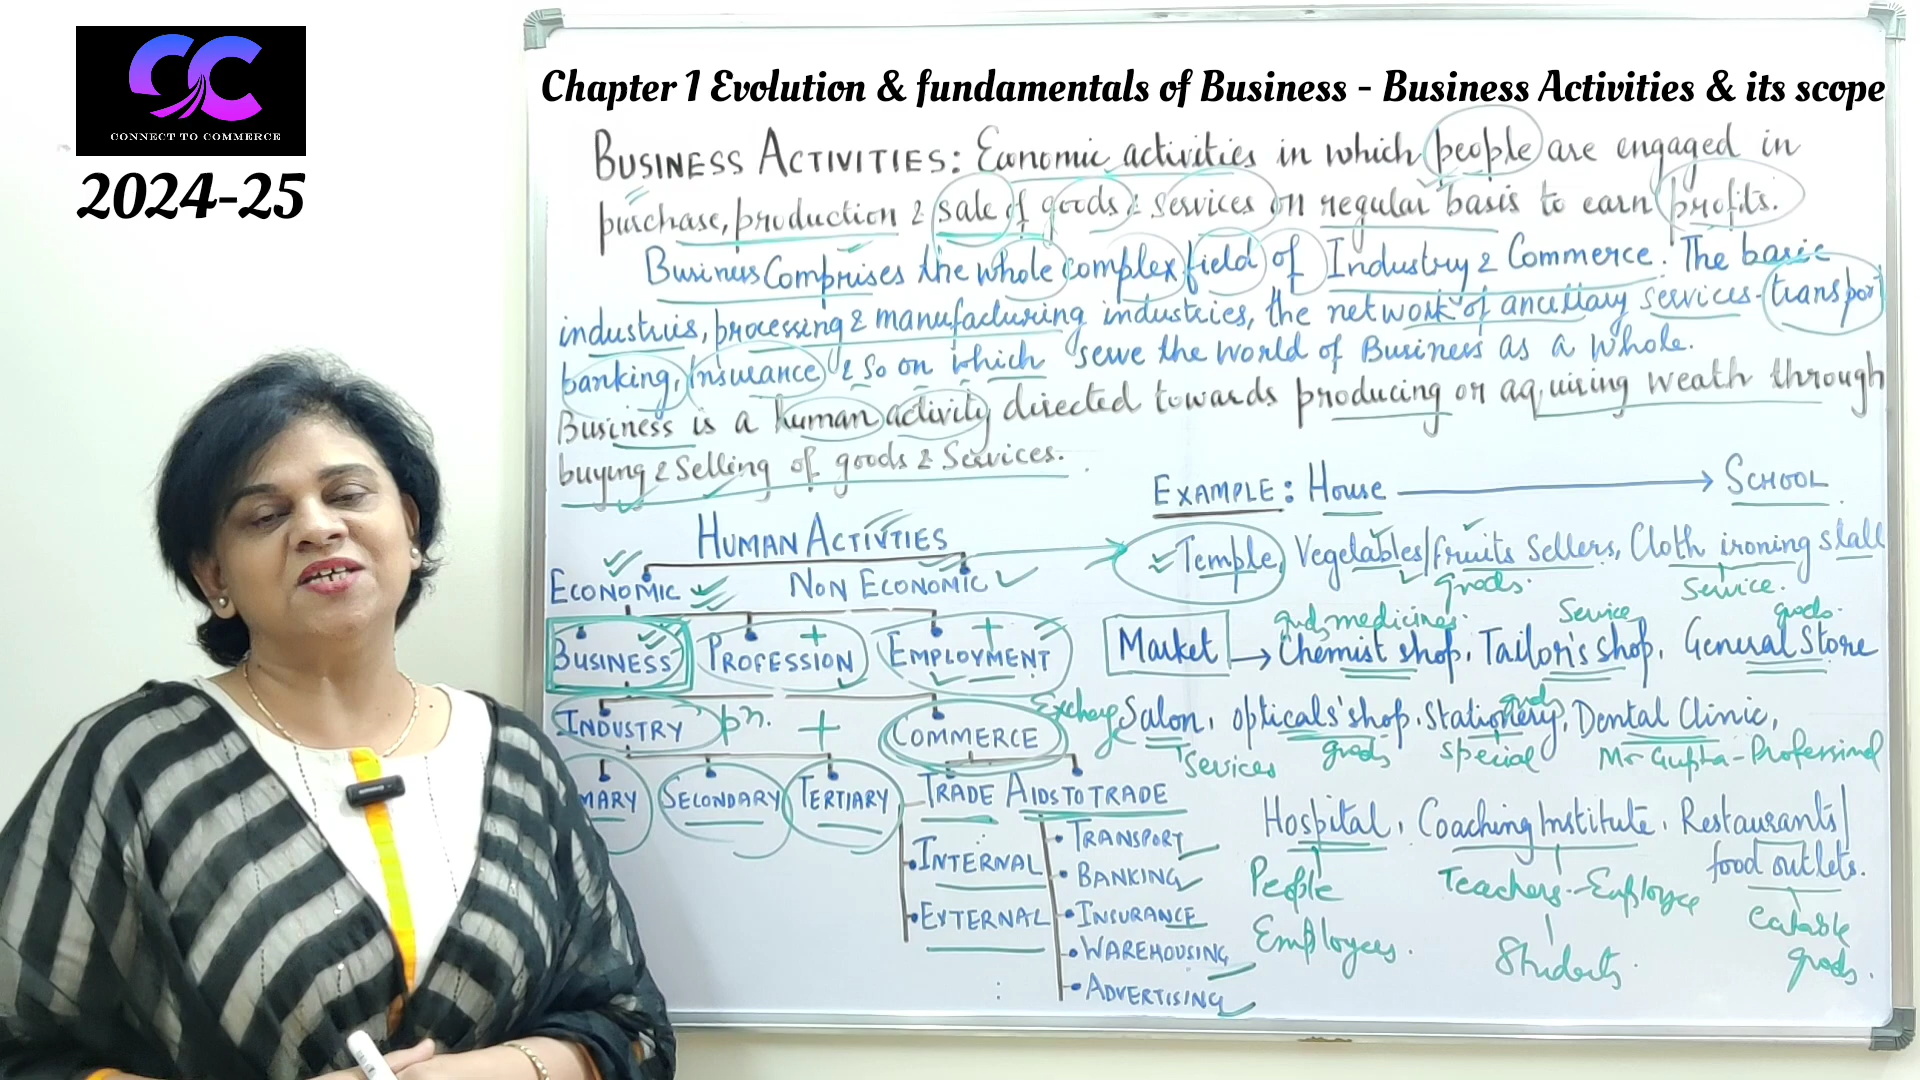 CONNECT TO COMMERCE
2024-25
Chapter 1 Evolution & fundamentals of Business - Business Activities & its scope
BUSINESS ACTIVITIES: Economic activities in which people are engaged in
purchase, production & sale of goods & services on regular basis to earn profits.
Business Comprises the whole complex field of Industry & Commerce. The basic
industries, processing & manufacturing industries, the network of ancillary services - transport
banking, Insurance & so on which serve the world of Business as a whole.
Business is a human activity directed towards producing or aquiring weath through
buying & selling of goods & Services.
EXAMPLE: House → SCHOOL
HUMAN ACTIVTIES
Temple, Vegetables/fruits Sellers, Cloth ironing stall
goods.
Service.
ECONOMIC NON ECONOMIC
medicines. Service goods.
BUSINESS PROFESSION + EMPLOYMENT +
Market → Chemist shop, Tailor's shop, General Store
goods
INDUSTRY pn. + COMMERCE
Exchang Salon, opticals' shop, Stationery, Dental Clinic,
Services goods special Mr Gupta - Professional
MARY SECONDARY TERTIARY TRADE AIDS TO TRADE
Hospital, Coaching Institute, Restaurants/
food outlets.
INTERNAL
EXTERNAL
• TRANSPORT
• BANKING
• INSURANCE
• WAREHOUSING
• ADVERTISING
People
Employees.
Teachers - Employee
Students.
eatable
goods.